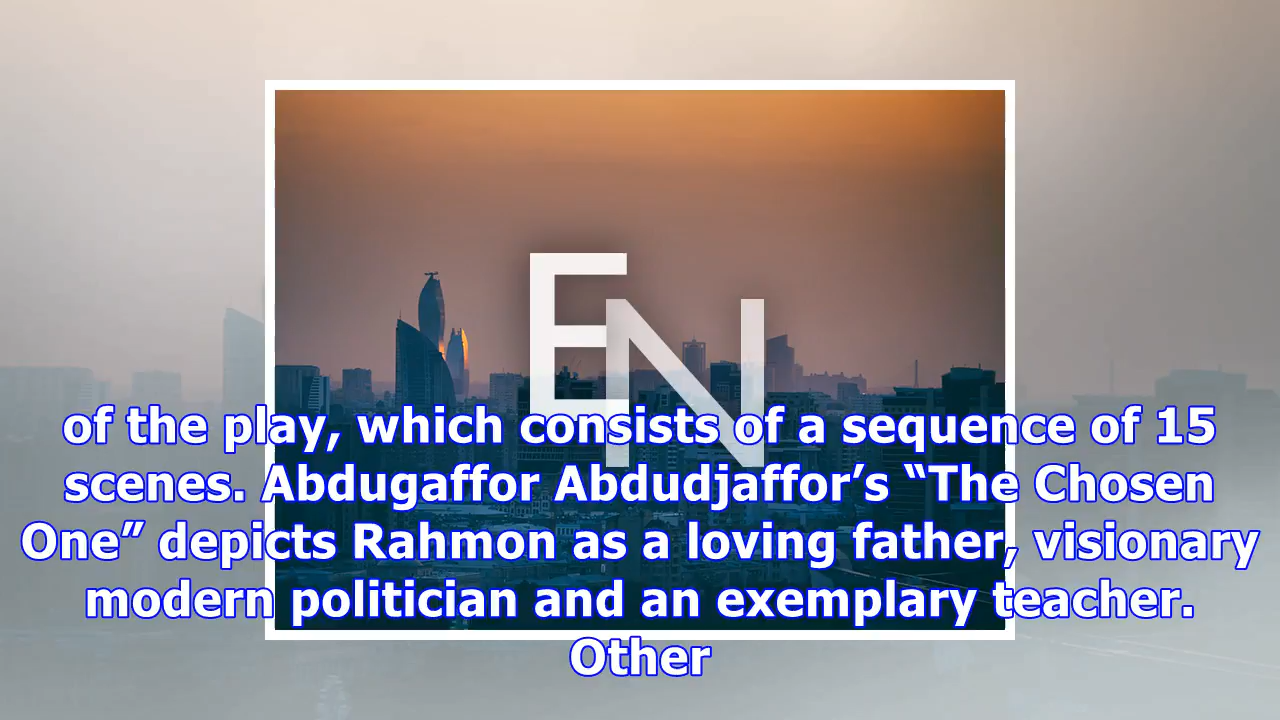 EN
of the play, which consists of a sequence of 15
scenes. Abdugaffor Abdudjaffor’s “The Chosen
One” depicts Rahmon as a loving father, visionary
modern politician and an exemplary teacher.
Other